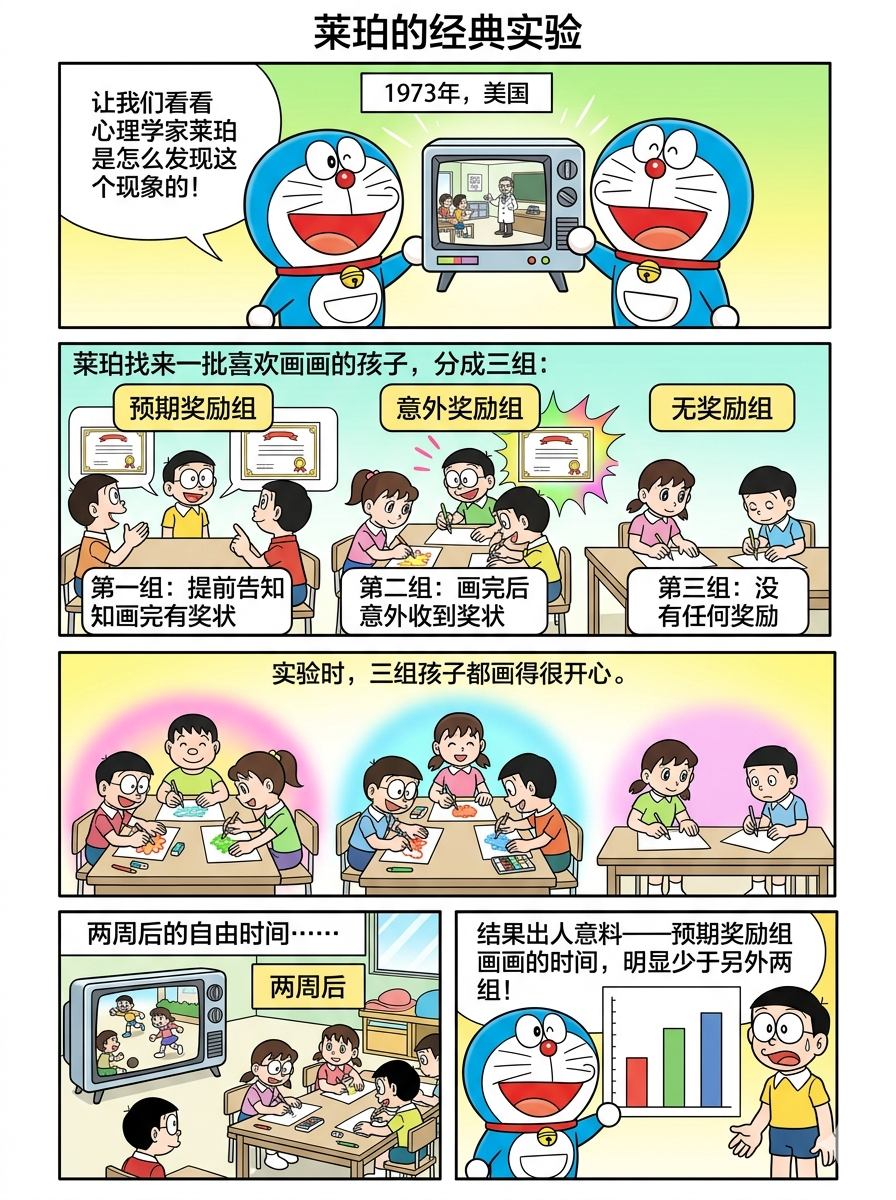 莱珀的经典实验
让我们看看
心理学家莱珀
是怎么发现这
个现象的！
1973年，美国
莱珀找来一批喜欢画画的孩子，分成三组：
预期奖励组
意外奖励组
无奖励组
第一组：提前告知
知画完有奖状
第二组：画完后
意外收到奖状
第三组：没
有任何奖励
实验时，三组孩子都画得很开心。
两周后的自由时间……
两周后
结果出人意料——预期奖励组
画画的时间，明显少于另外两
组！